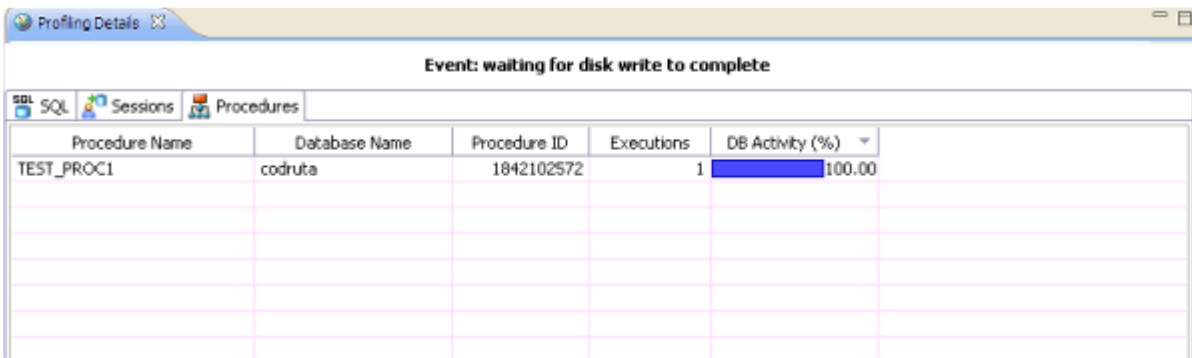 Profiling Details
Event: waiting for disk write to complete
SQL SQL Sessions Procedures
Procedure Name Database Name Procedure ID Executions DB Activity (%)
TEST_PROC1 codruta 1842102572 1 100.00